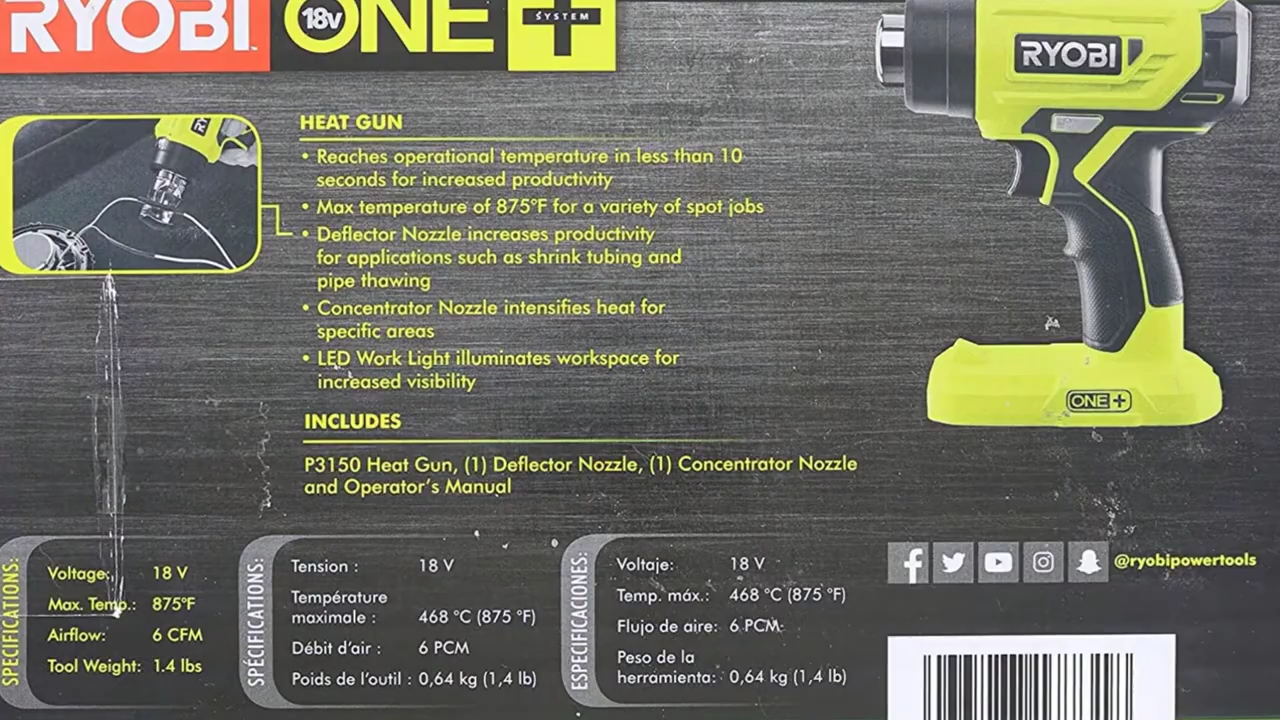 RYOBI 18V ONE+ SYSTEM
RYOBI
HEAT GUN
• Reaches operational temperature in less than 10
seconds for increased productivity
• Max temperature of 875°F for a variety of spot jobs
• Deflector Nozzle increases productivity
for applications such as shrink tubing and
pipe thawing
• Concentrator Nozzle intensifies heat for
specific areas
• LED Work Light illuminates workspace for
increased visibility
ONE+
INCLUDES
P3150 Heat Gun, (1) Deflector Nozzle, (1) Concentrator Nozzle
and Operator's Manual
SPECIFICATIONS:
Voltage: 18 V
Max. Temp.: 875°F
Airflow: 6 CFM
Tool Weight: 1.4 lbs
SPÉCIFICATIONS:
Tension : 18 V
Température
maximale : 468 °C (875 °F)
Débit d'air : 6 PCM
Poids de l'outil : 0,64 kg (1,4 lb)
ESPECIFICACIONES:
Voltaje: 18 V
Temp. máx.: 468 °C (875 °F)
Flujo de aire: 6 PCM
Peso de la
herramienta: 0,64 kg (1,4 lb)
@ryobipowertools